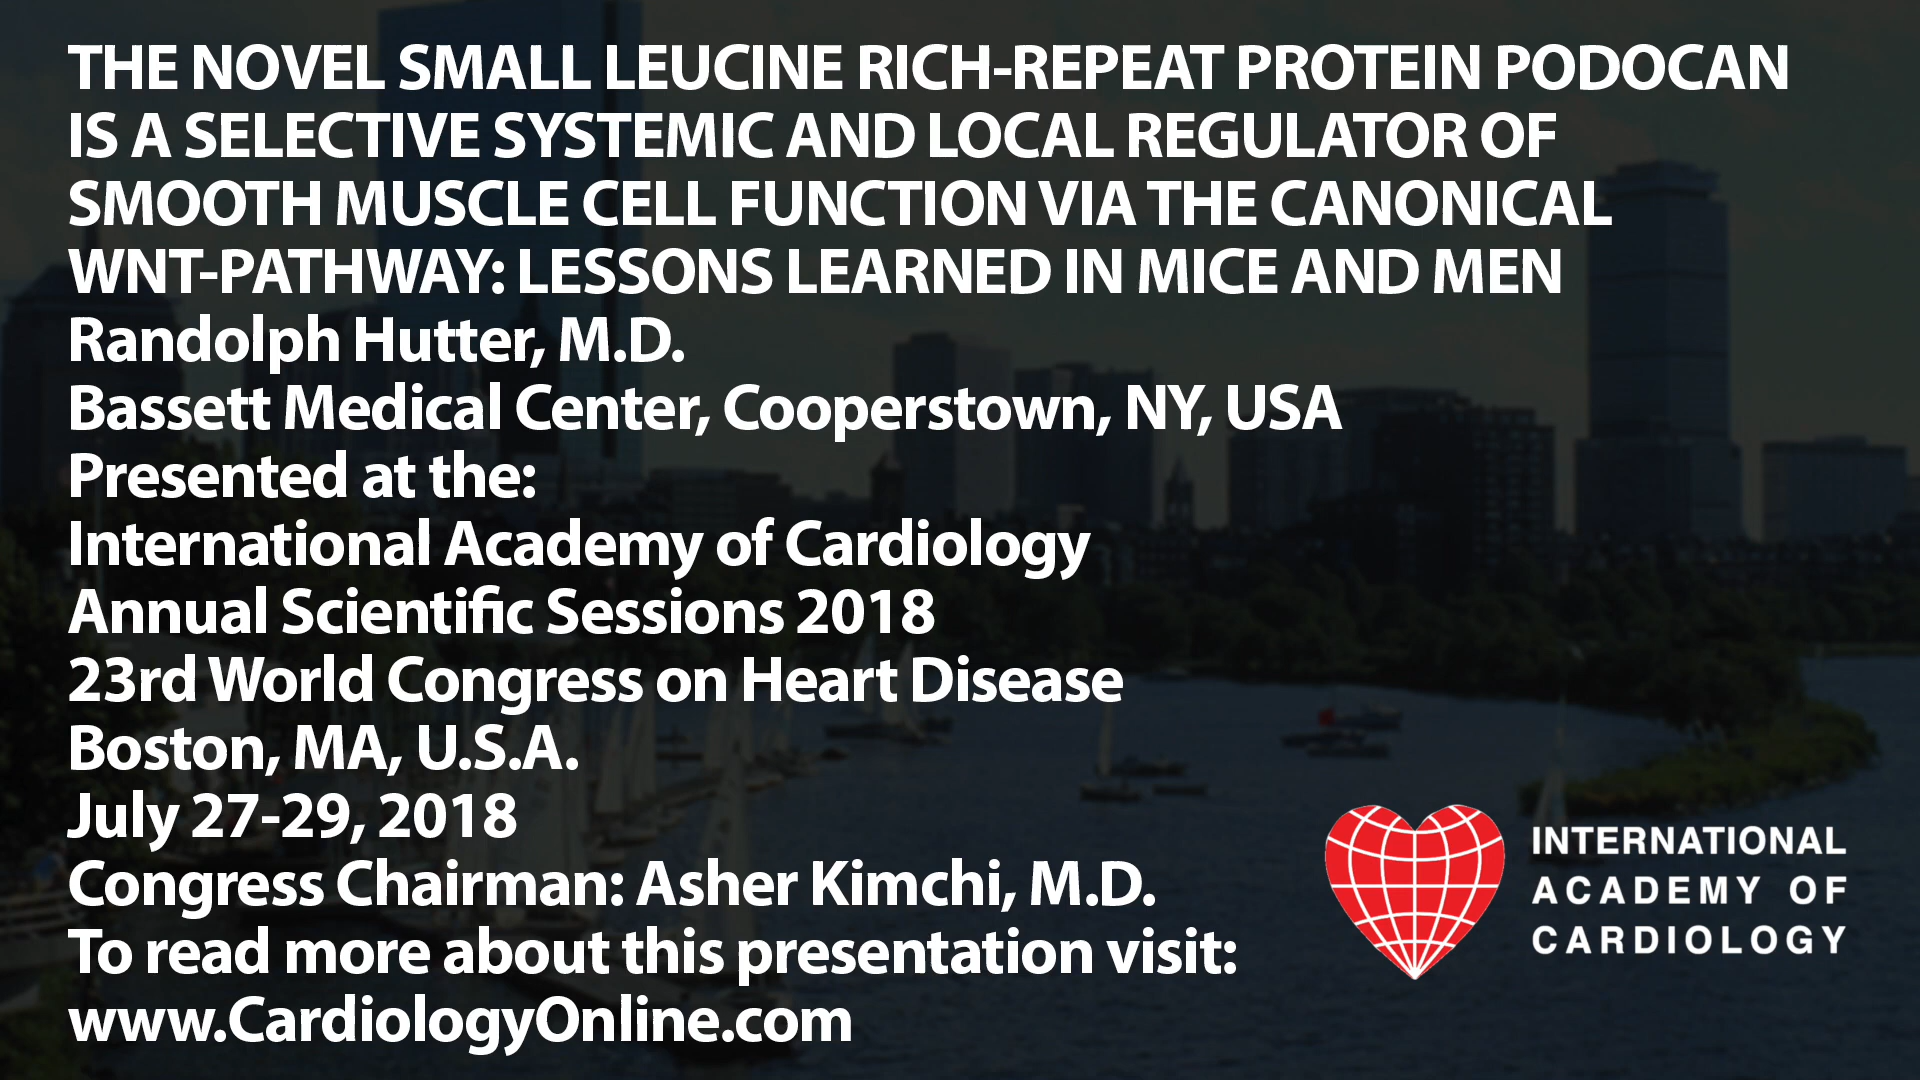 THE NOVEL SMALL LEUCINE RICH-REPEAT PROTEIN PODOCAN
IS A SELECTIVE SYSTEMIC AND LOCAL REGULATOR OF
SMOOTH MUSCLE CELL FUNCTION VIA THE CANONICAL
WNT-PATHWAY: LESSONS LEARNED IN MICE AND MEN
Randolph Hutter, M.D.
Bassett Medical Center, Cooperstown, NY, USA
Presented at the:
International Academy of Cardiology
Annual Scientific Sessions 2018
23rd World Congress on Heart Disease
Boston, MA, U.S.A.
July 27-29, 2018
Congress Chairman: Asher Kimchi, M.D.
To read more about this presentation visit:
www.CardiologyOnline.com
INTERNATIONAL
ACADEMY OF
CARDIOLOGY